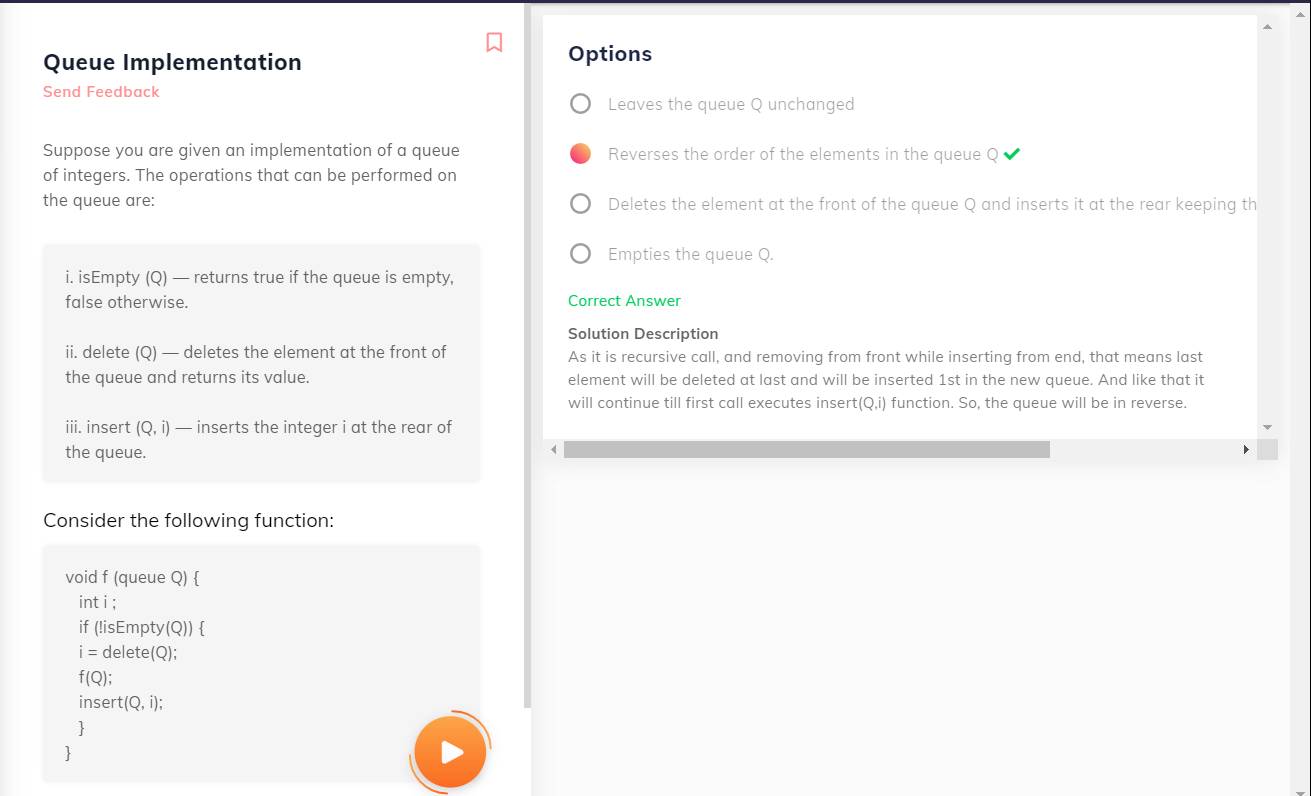 Queue Implementation
Send Feedback
Suppose you are given an implementation of a queue
of integers. The operations that can be performed on
the queue are:
i. isEmpty (Q) — returns true if the queue is empty,
false otherwise.
ii. delete (Q) — deletes the element at the front of
the queue and returns its value.
iii. insert (Q, i) — inserts the integer i at the rear of
the queue.
Consider the following function:
void f (queue Q) {
int i ;
if (!isEmpty(Q)) {
i = delete(Q);
f(Q);
insert(Q, i);
}
}
Options
Leaves the queue Q unchanged
Reverses the order of the elements in the queue Q
Deletes the element at the front of the queue Q and inserts it at the rear keeping th
Empties the queue Q.
Correct Answer
Solution Description
As it is recursive call, and removing from front while inserting from end, that means last
element will be deleted at last and will be inserted 1st in the new queue. And like that it
will continue till first call executes insert(Q,i) function. So, the queue will be in reverse.